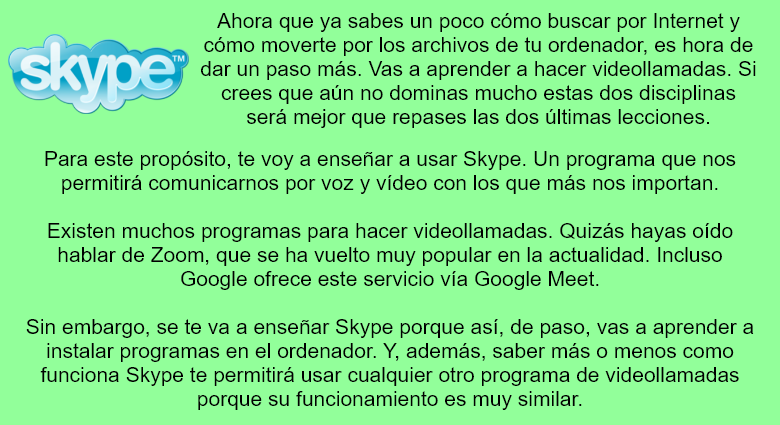 skype™
Ahora que ya sabes un poco cómo buscar por Internet y
cómo moverte por los archivos de tu ordenador, es hora de
dar un paso más. Vas a aprender a hacer videollamadas. Si
crees que aún no dominas mucho estas dos disciplinas
será mejor que repases las dos últimas lecciones.
Para este propósito, te voy a enseñar a usar Skype. Un programa que nos
permitirá comunicarnos por voz y vídeo con los que más nos importan.
Existen muchos programas para hacer videollamadas. Quizás hayas oído
hablar de Zoom, que se ha vuelto muy popular en la actualidad. Incluso
Google ofrece este servicio vía Google Meet.
Sin embargo, se te va a enseñar Skype porque así, de paso, vas a aprender a
instalar programas en el ordenador. Y, además, saber más o menos como
funciona Skype te permitirá usar cualquier otro programa de videollamadas
porque su funcionamiento es muy similar.